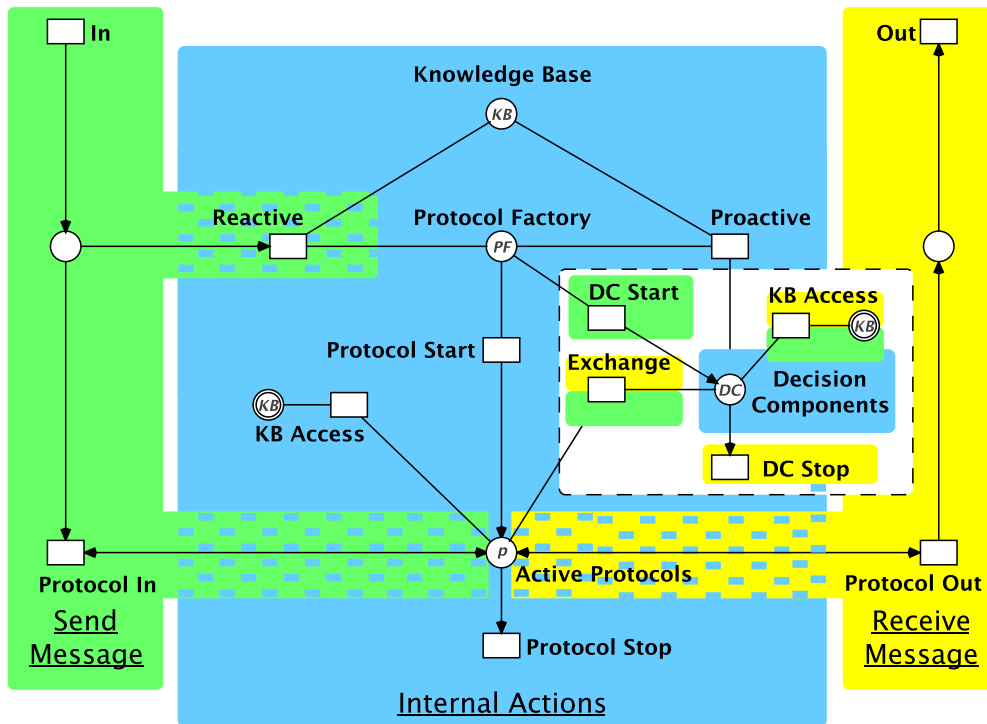 In
Out
Knowledge Base
KB
Reactive
Protocol Factory
Proactive
PF
DC Start
KB Access
KB
Protocol Start
Exchange
Decision
Components
DC
KB
KB Access
DC Stop
p
Active Protocols
Protocol In
Protocol Out
Send
Message
Receive
Message
Protocol Stop
Internal Actions